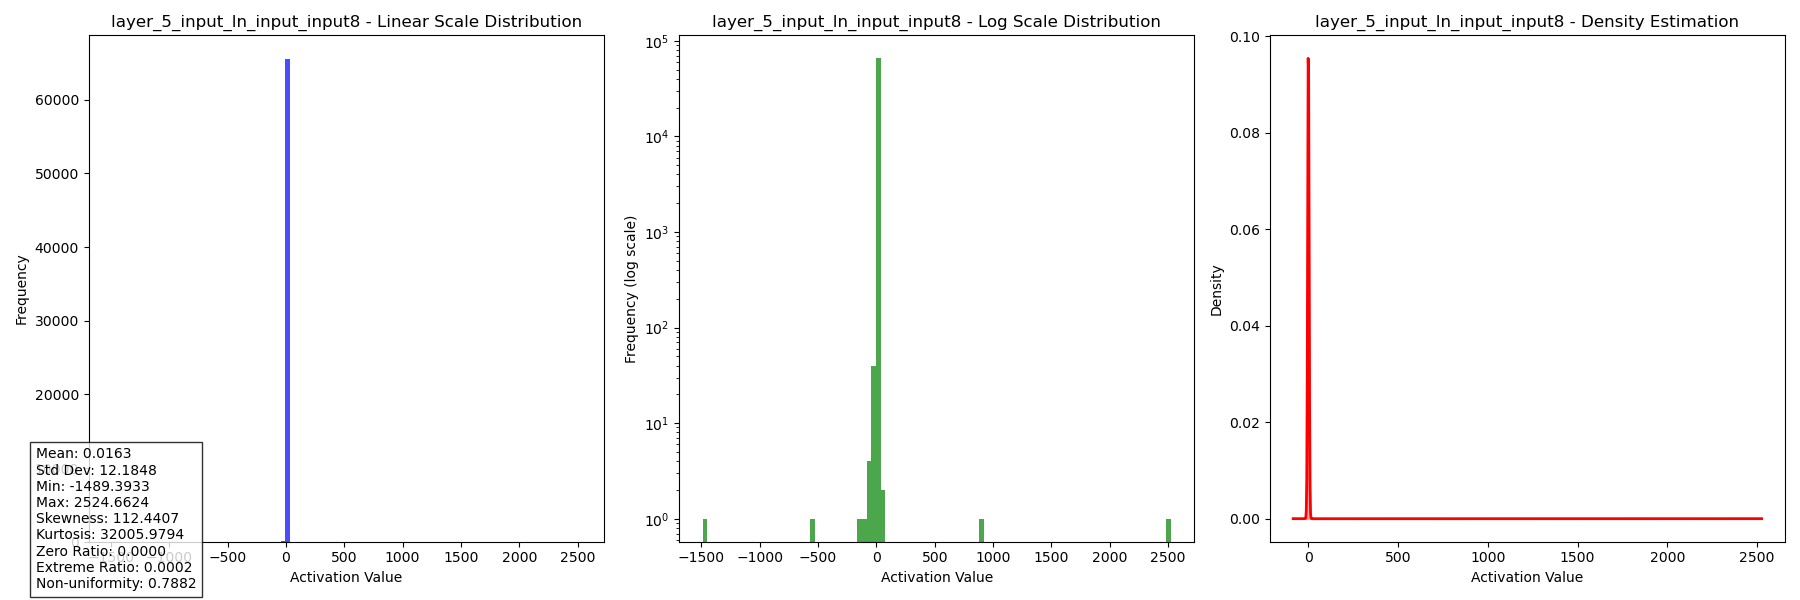 layer_5_input_ln_input_input8 - Linear Scale Distribution
Frequency
60000
50000
40000
30000
20000
Mean: 0.0163
Std Dev: 12.1848
Min: -1489.3933
Max: 2524.6624
Skewness: 112.4407
Kurtosis: 32005.9794
Zero Ratio: 0.0000
Extreme Ratio: 0.0002
Non-uniformity: 0.7882
−500 0 500 1000 1500 2000 2500
Activation Value
layer_5_input_ln_input_input8 - Log Scale Distribution
Frequency (log scale)
10⁵
10⁴
10³
10²
10¹
10⁰
−1500 −1000 −500 0 500 1000 1500 2000 2500
Activation Value
layer_5_input_ln_input_input8 - Density Estimation
Density
0.10
0.08
0.06
0.04
0.02
0.00
0 500 1000 1500 2000 2500
Activation Value